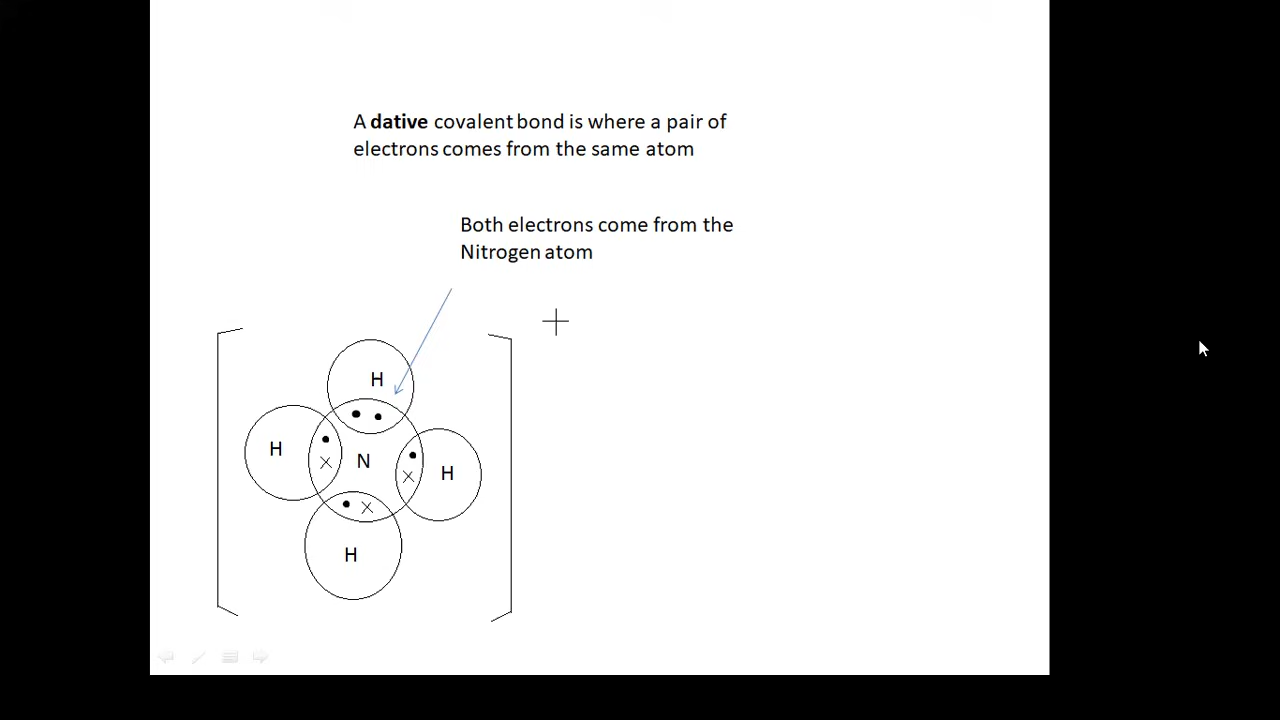 A dative covalent bond is where a pair of
electrons comes from the same atom
Both electrons come from the
Nitrogen atom
+
H
H
N
H
H